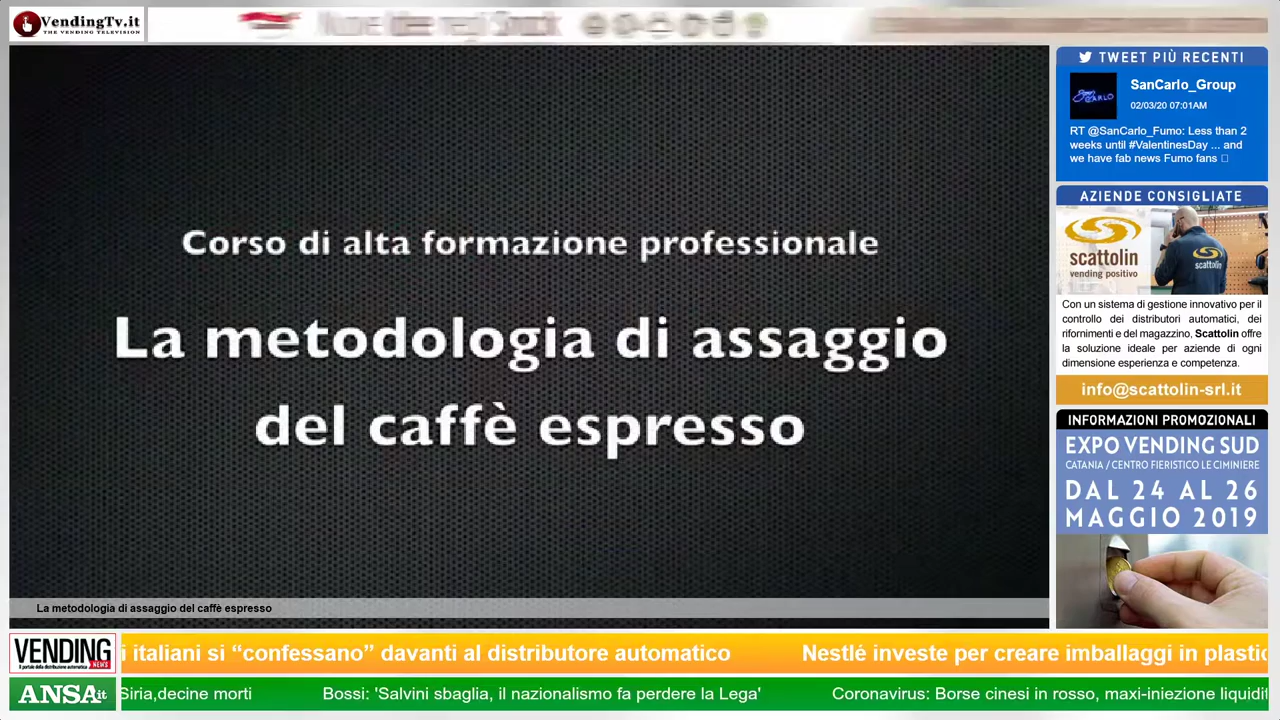 VendingTv.it
THE VENDING TELEVISION
Corso di alta formazione professionale
La metodologia di assaggio
del caffè espresso
La metodologia di assaggio del caffè espresso
TWEET PIÙ RECENTI
SanCarlo_Group
02/03/20 07:01AM
RT @SanCarlo_Fumo: Less than 2
weeks until #ValentinesDay ... and
we have fab news Fumo fans
AZIENDE CONSIGLIATE
scattolin
vending positivo
scattolin
Con un sistema di gestione innovativo per il
controllo dei distributori automatici, dei
rifornimenti e del magazzino, Scattolin offre
la soluzione ideale per aziende di ogni
dimensione esperienza e competenza.
info@scattolin-srl.it
INFORMAZIONI PROMOZIONALI
EXPO VENDING SUD
CATANIA / CENTRO FIERISTICO LE CIMINIERE
DAL 24 AL 26
MAGGIO 2019
VENDING
NEWS
Il portale della distribuzione automatica
i italiani si “confessano” davanti al distributore automatico Nestlé investe per creare imballaggi in plastic
ANSA.it
Siria,decine morti Bossi: 'Salvini sbaglia, il nazionalismo fa perdere la Lega' Coronavirus: Borse cinesi in rosso, maxi-iniezione liquidit